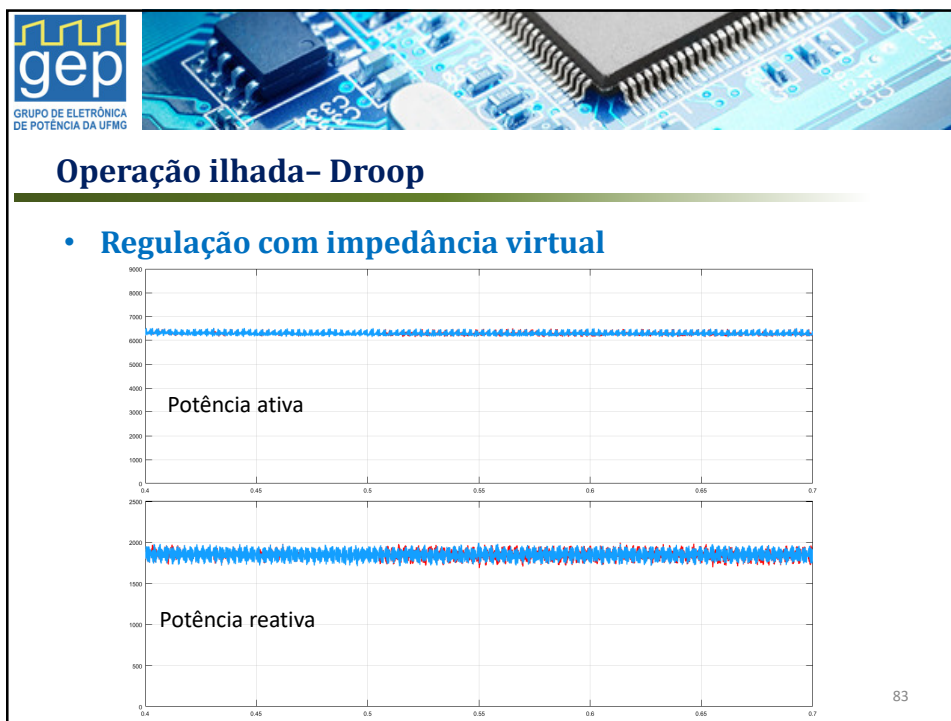 gep
GRUPO DE ELETRÔNICA
DE POTÊNCIA DA UFMG
Operação ilhada– Droop
• Regulação com impedância virtual
9000
8000
7000
6000
5000
4000
3000
2000
1000
0
Potência ativa
0.4 0.45 0.5 0.55 0.6 0.65 0.7
2500
2000
1500
1000
500
0
Potência reativa
0.4 0.45 0.5 0.55 0.6 0.65 0.7
83